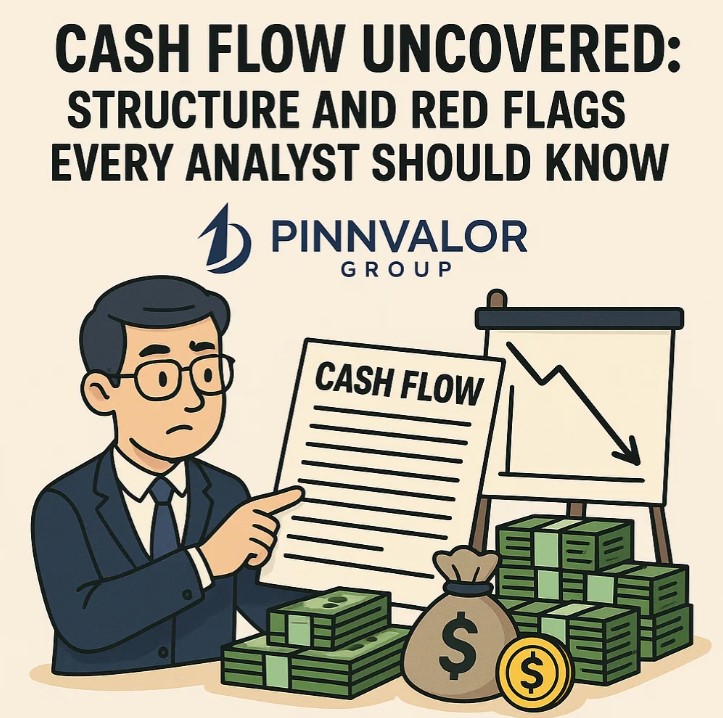 CASH FLOW UNCOVERED:
STRUCTURE AND RED FLAGS
EVERY ANALYST SHOULD KNOW
PINNVALOR
GROUP
CASH FLOW
$
$